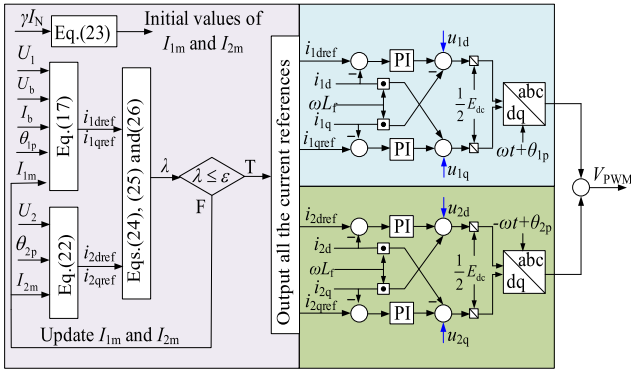 γI_N
Eq.(23)
Initial values of
I_1m and I_2m
U_1
U_b
I_b
θ_1p
I_1m
Eq.(17)
i_1dref
i_1qref
U_2
θ_2p
I_2m
Eq.(22)
i_2dref
i_2qref
Eqs.(24), (25) and(26)
λ
λ ≤ ε
T
F
Update I_1m and I_2m
Output all the current references
i_1dref
i_1d
ωL_f
i_1q
i_1qref
PI
PI
u_1d
u_1q
1/2 E_dc
abc
dq
ωt+θ_1p
i_2dref
i_2d
ωL_f
i_2q
i_2qref
PI
PI
u_2d
u_2q
1/2 E_dc
-ωt+θ_2p
abc
dq
V_PWM